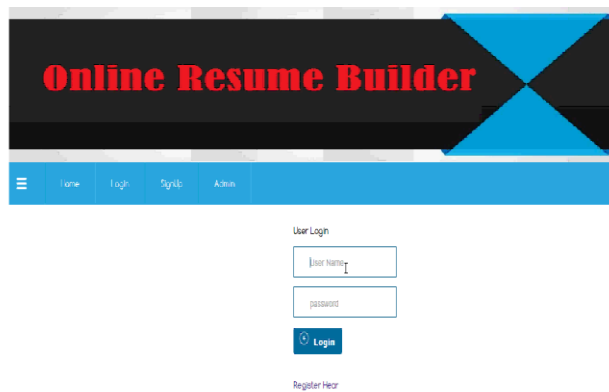 Online Resume Builder
Home Login SignUp Admin
User Login
User Name
password
Login
Register Hear